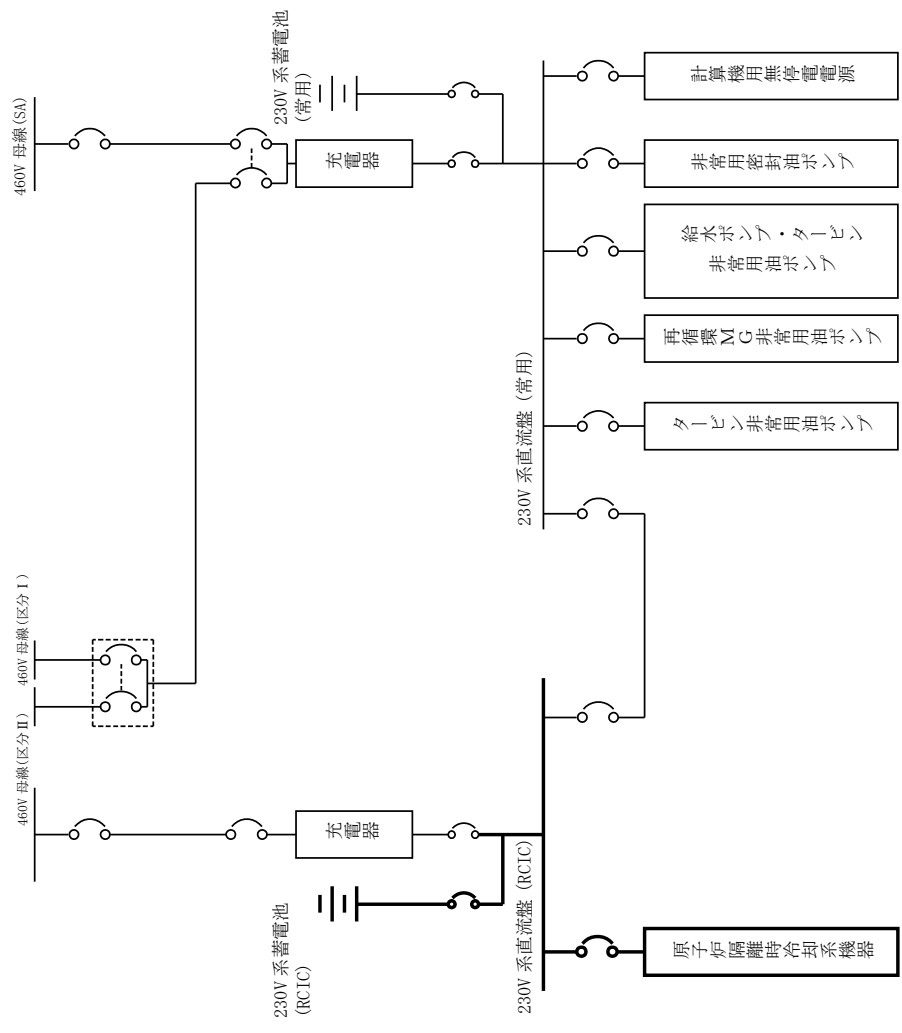 460V 母線(区分Ⅱ)
460V 母線(区分Ⅰ)
460V 母線(SA)
230V 系蓄電池
(RCIC)
充電器
充電器
230V 系蓄電池
(常用)
230V 系直流盤 (RCIC)
230V 系直流盤 (常用)
原子炉隔離時冷却系機器
タービン非常用油ポンプ
再循環MG非常用油ポンプ
給水ポンプ・タービン
非常用油ポンプ
非常用密封油ポンプ
計算機用無停電電源